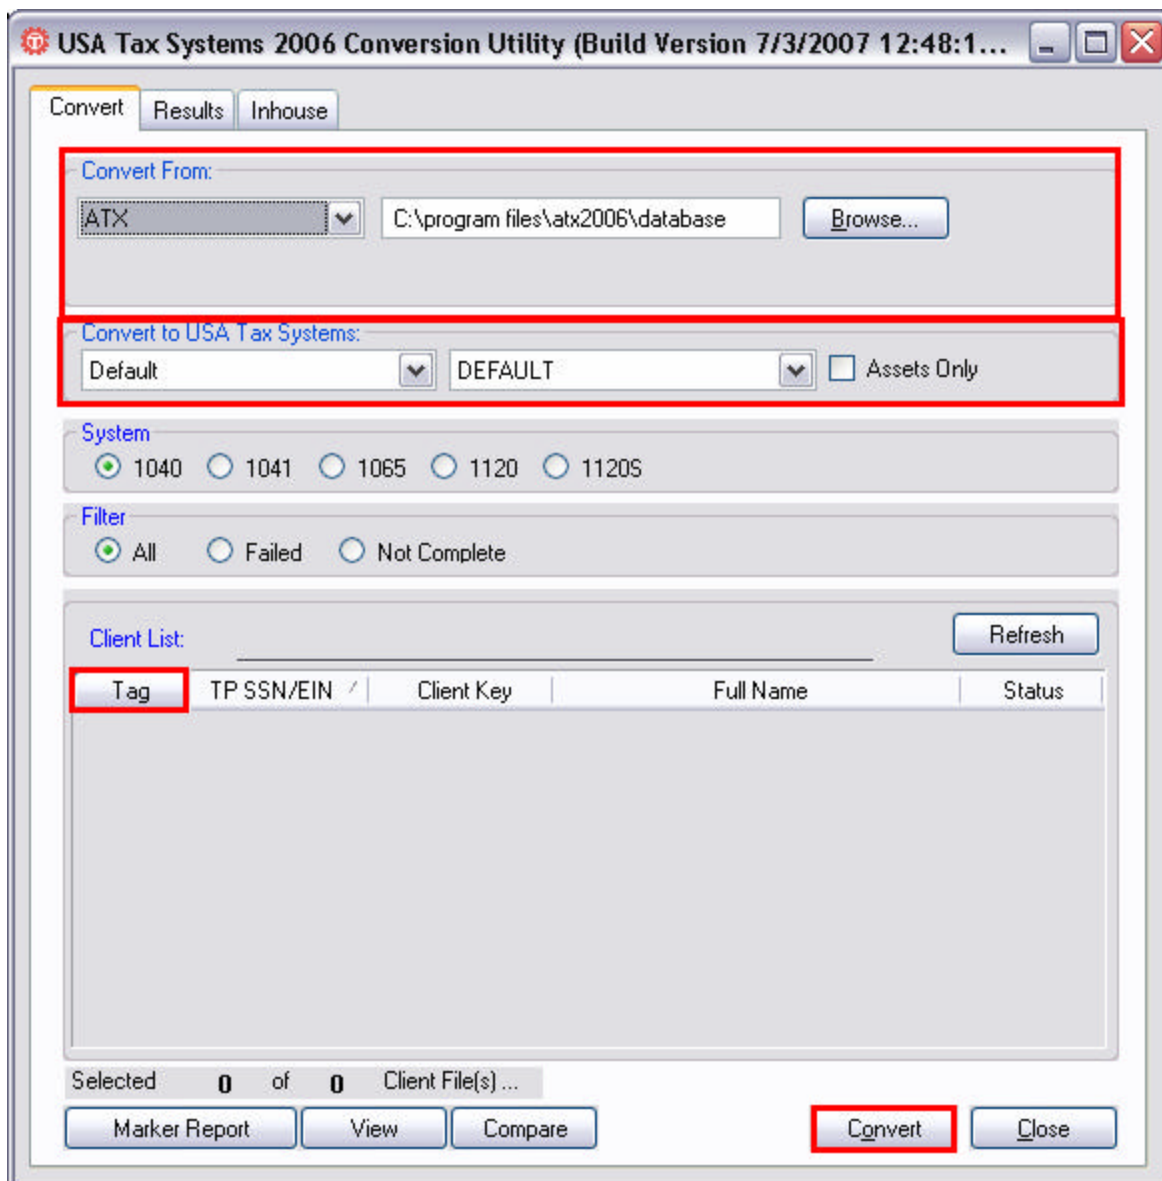 USA Tax Systems 2006 Conversion Utility (Build Version 7/3/2007 12:48:1...
Convert Results Inhouse
Convert From:
ATX C:\program files\atx2006\database Browse...
Convert to USA Tax Systems:
Default DEFAULT Assets Only
System
1040 1041 1065 1120 1120S
Filter
All Failed Not Complete
Client List: Refresh
Tag TP SSN/EIN Client Key Full Name Status
Selected 0 of 0 Client File(s) ...
Marker Report View Compare Convert Close